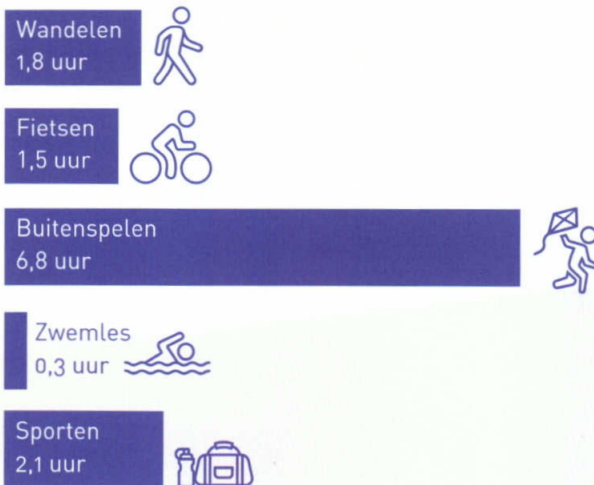 Wandelen
1,8 uur
Fietsen
1,5 uur
Buitenspelen
6,8 uur
Zwemles
0,3 uur
Sporten
2,1 uur